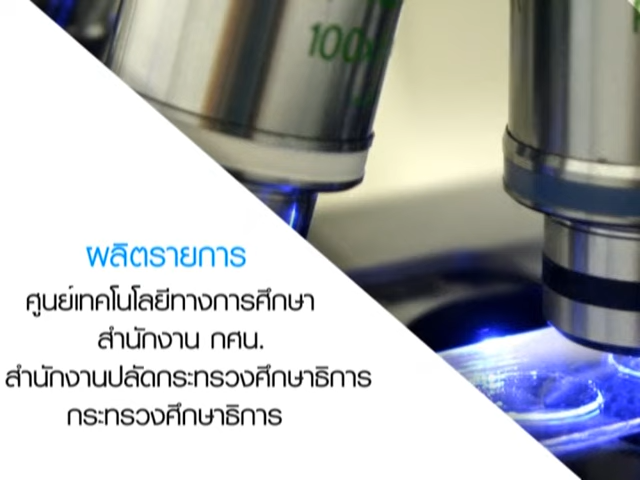 100x
ผลิตรายการ
ศูนย์เทคโนโลยีทางการศึกษา
สำนักงาน กศน.
สำนักงานปลัดกระทรวงศึกษาธิการ
กระทรวงศึกษาธิการ